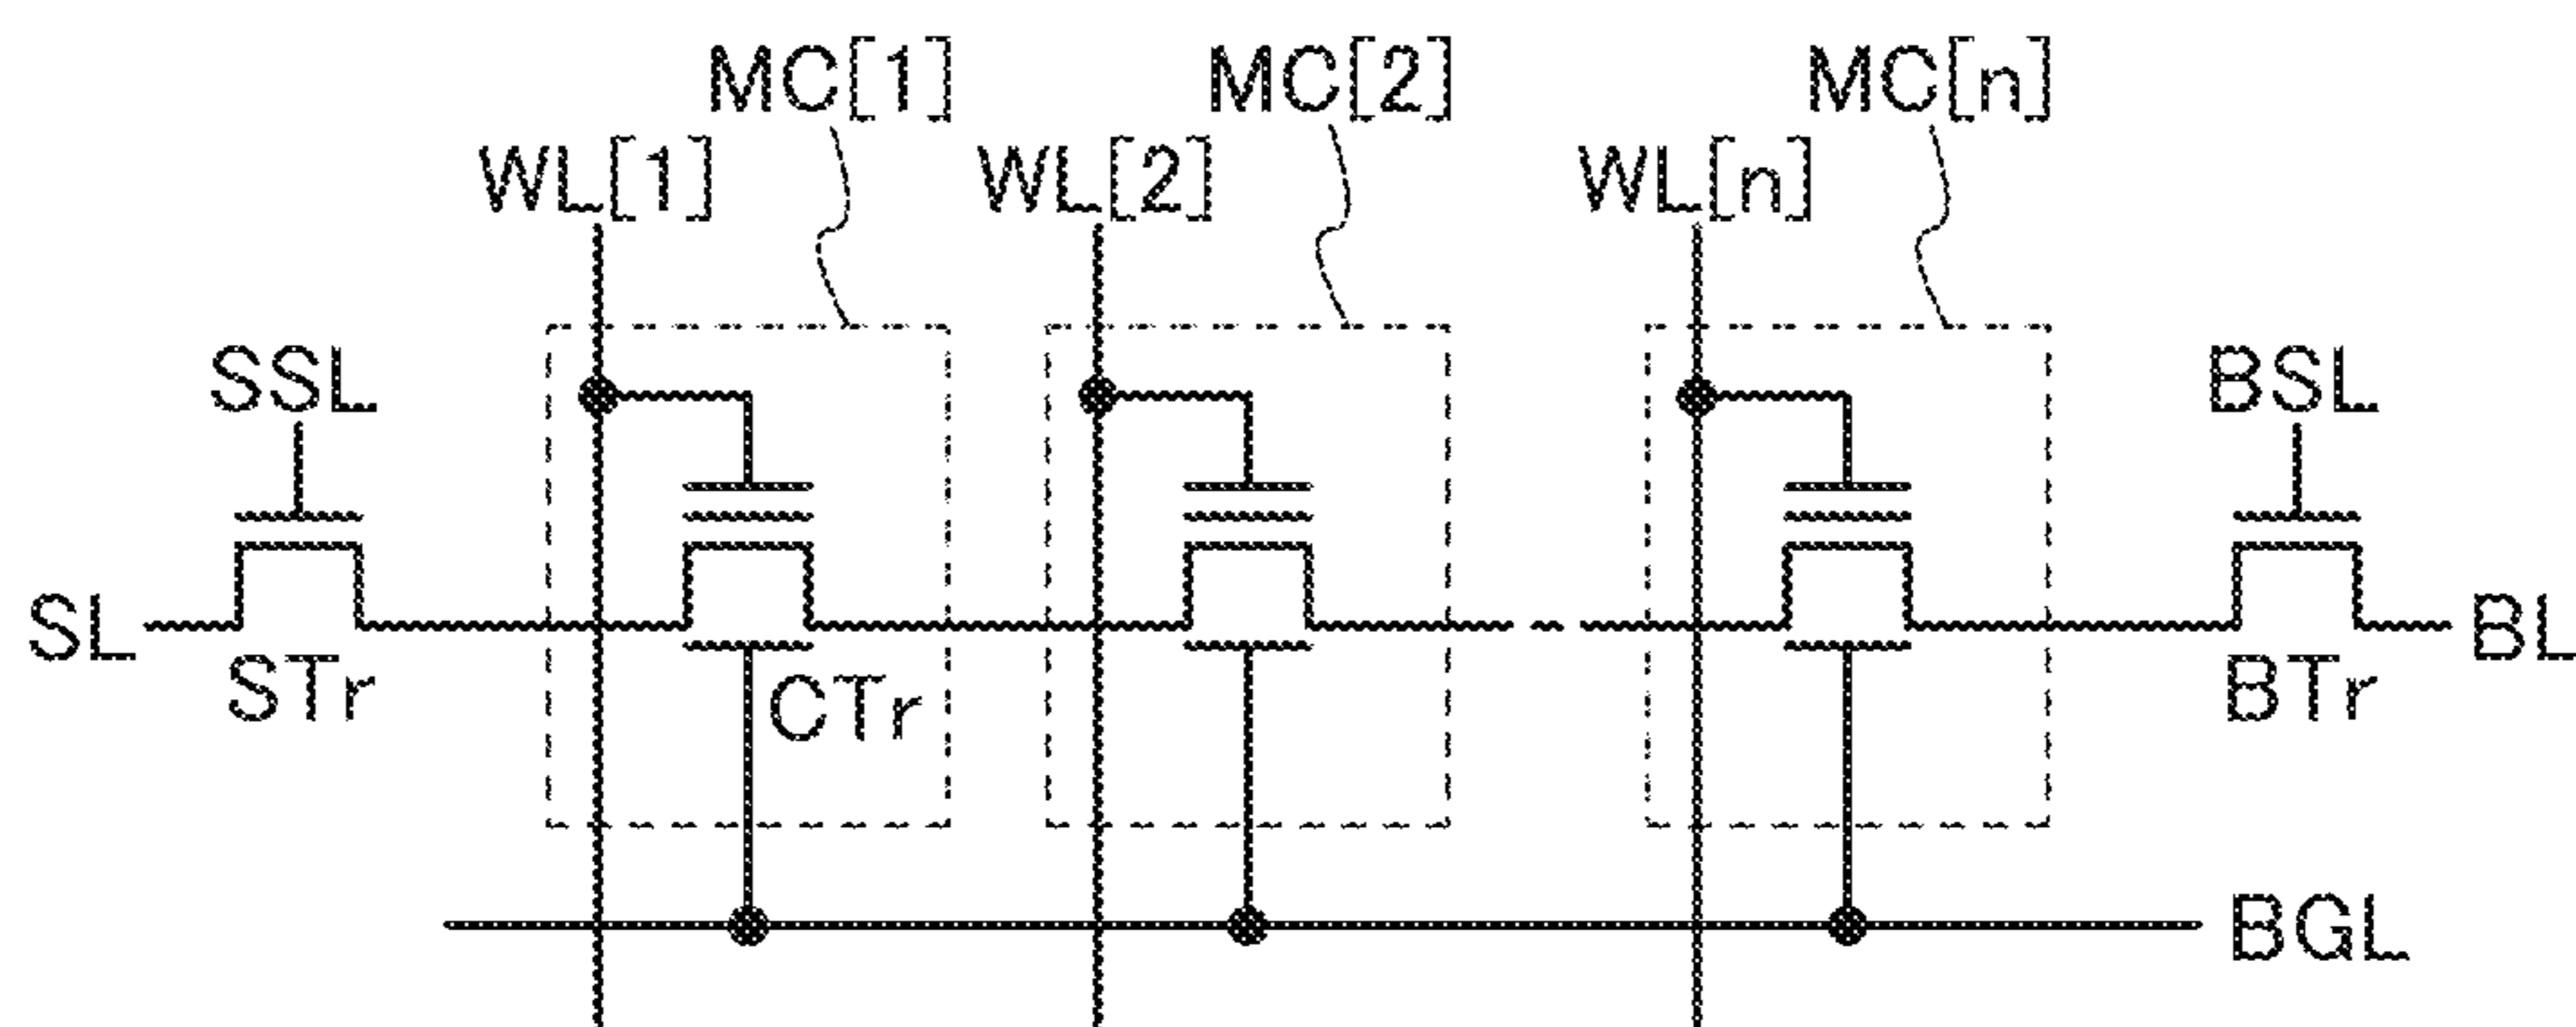 MC[1] MC[2] MC[n]
WL[1] WL[2] WL[n]
SSL BSL
SL BL
STr CTr BTr
BGL